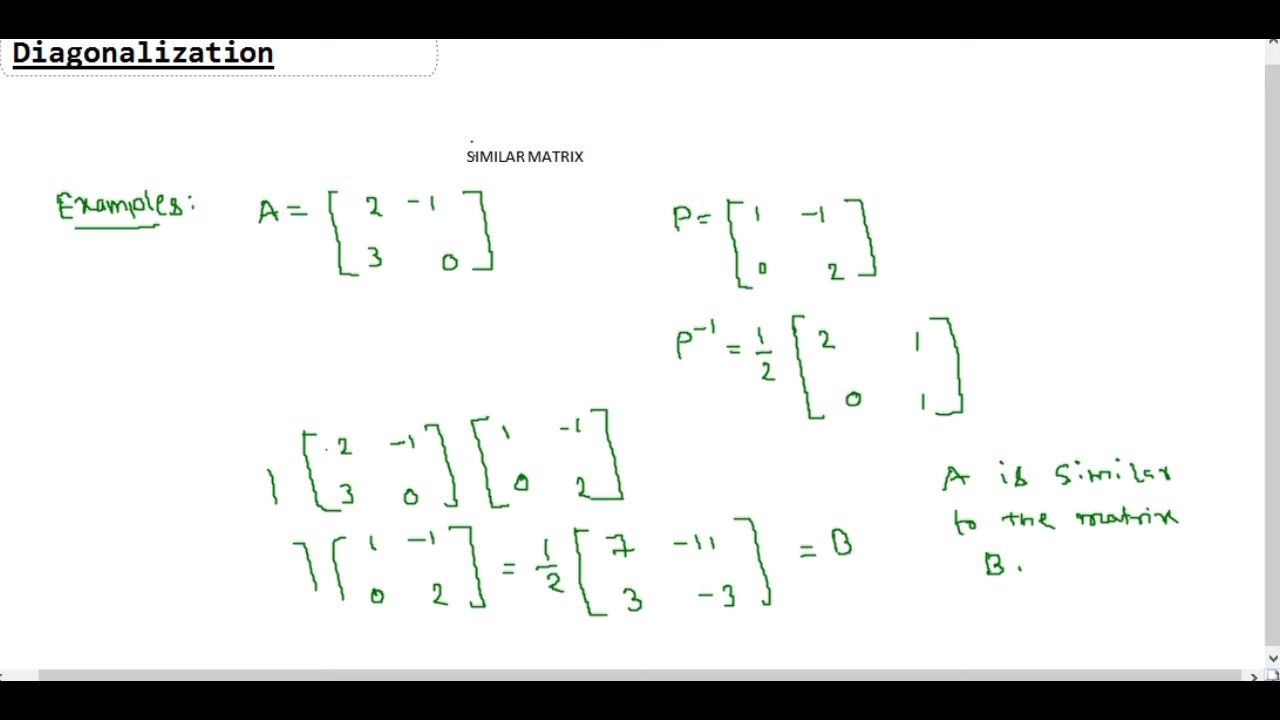 Diagonalization
SIMILAR MATRIX
Examples: A = [ 2 -1
3 0 ]
P = [ 1 -1
0 2 ]
P⁻¹ = 1/2 [ 2 1
0 1 ]
[ 2 -1
3 0 ] [ 1 -1
0 2 ]
[ 1 -1
0 2 ] = 1/2 [ 7 -11
3 -3 ] = B
A is similar
to the matrix
B.